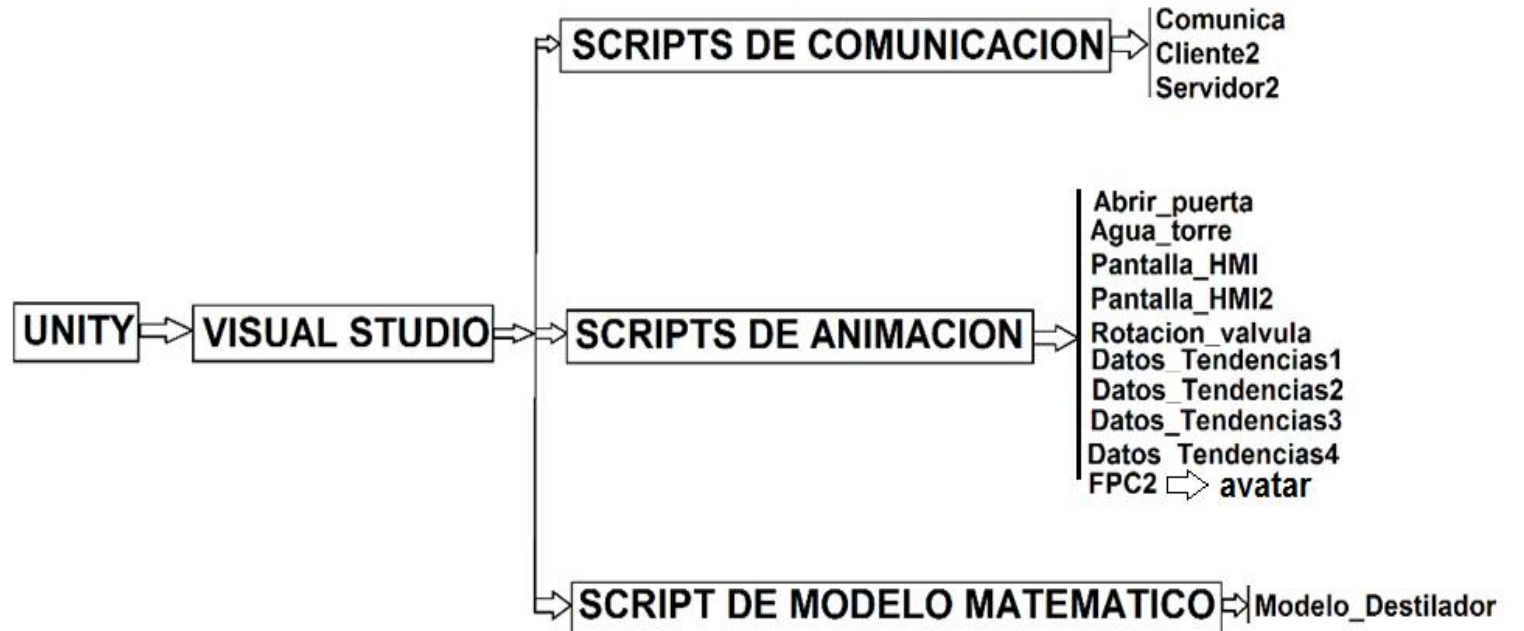 SCRIPTS DE COMUNICACION
Comunica
Cliente2
Servidor2
UNITY
VISUAL STUDIO
SCRIPTS DE ANIMACION
Abrir_puerta
Agua_torre
Pantalla_HMI
Pantalla_HMI2
Rotacion_valvula
Datos_Tendencias1
Datos_Tendencias2
Datos_Tendencias3
Datos_Tendencias4
FPC2 avatar
SCRIPT DE MODELO MATEMATICO
Modelo_Destilador